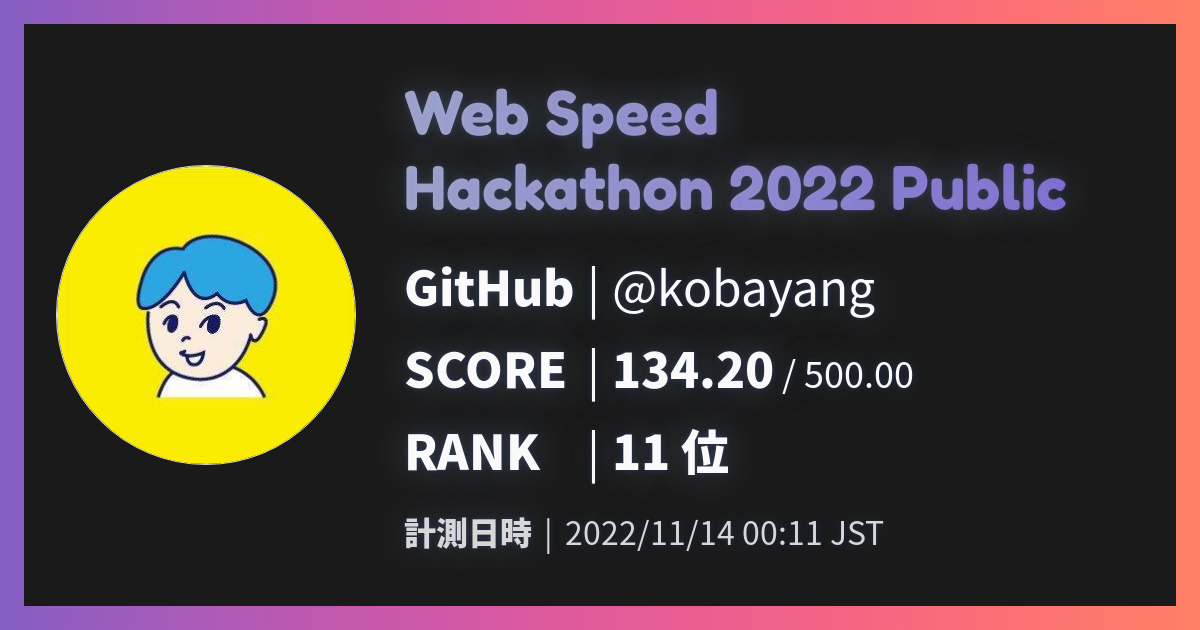 Web Speed
Hackathon 2022 Public
GitHub | @kobayang
SCORE | 134.20 / 500.00
RANK | 11 位
計測日時 | 2022/11/14 00:11 JST